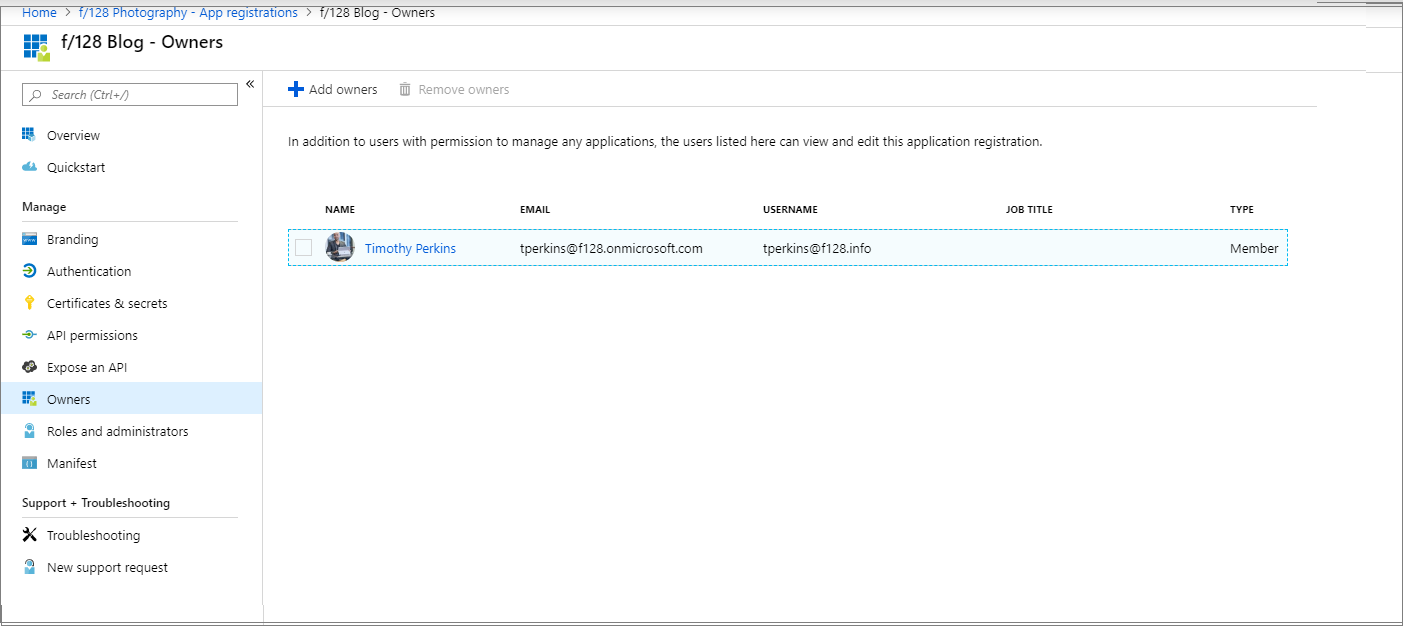 Home > f/128 Photography - App registrations > f/128 Blog - Owners
f/128 Blog - Owners
Search (Ctrl+/)
«
Overview
Quickstart
Manage
Branding
Authentication
Certificates & secrets
API permissions
Expose an API
Owners
Roles and administrators
Manifest
Support + Troubleshooting
Troubleshooting
New support request
Add owners Remove owners
In addition to users with permission to manage any applications, the users listed here can view and edit this application registration.
NAME EMAIL USERNAME JOB TITLE TYPE
Timothy Perkins tperkins@f128.onmicrosoft.com tperkins@f128.info Member